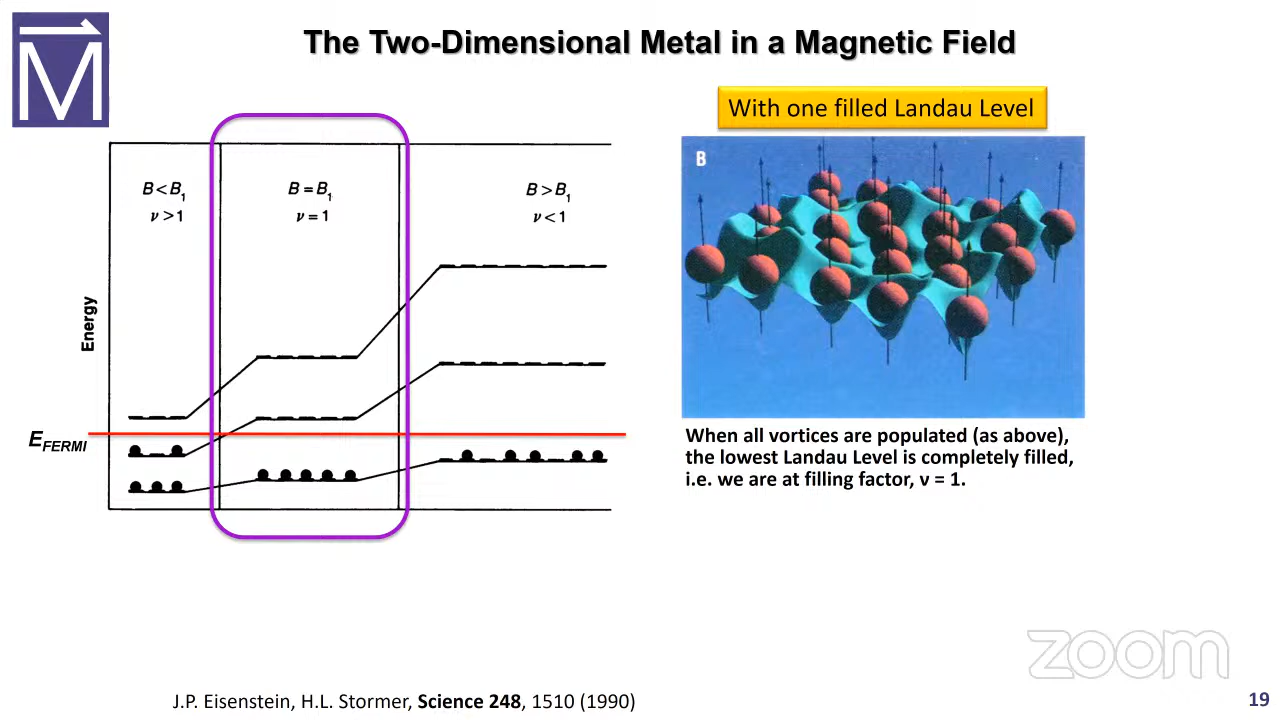 M
The Two-Dimensional Metal in a Magnetic Field
With one filled Landau Level
B < B1
ν > 1
B = B1
ν = 1
B > B1
ν < 1
Energy
EFERMI
B
When all vortices are populated (as above),
the lowest Landau Level is completely filled,
i.e. we are at filling factor, ν = 1.
zoom
J.P. Eisenstein, H.L. Stormer, Science 248, 1510 (1990)
19